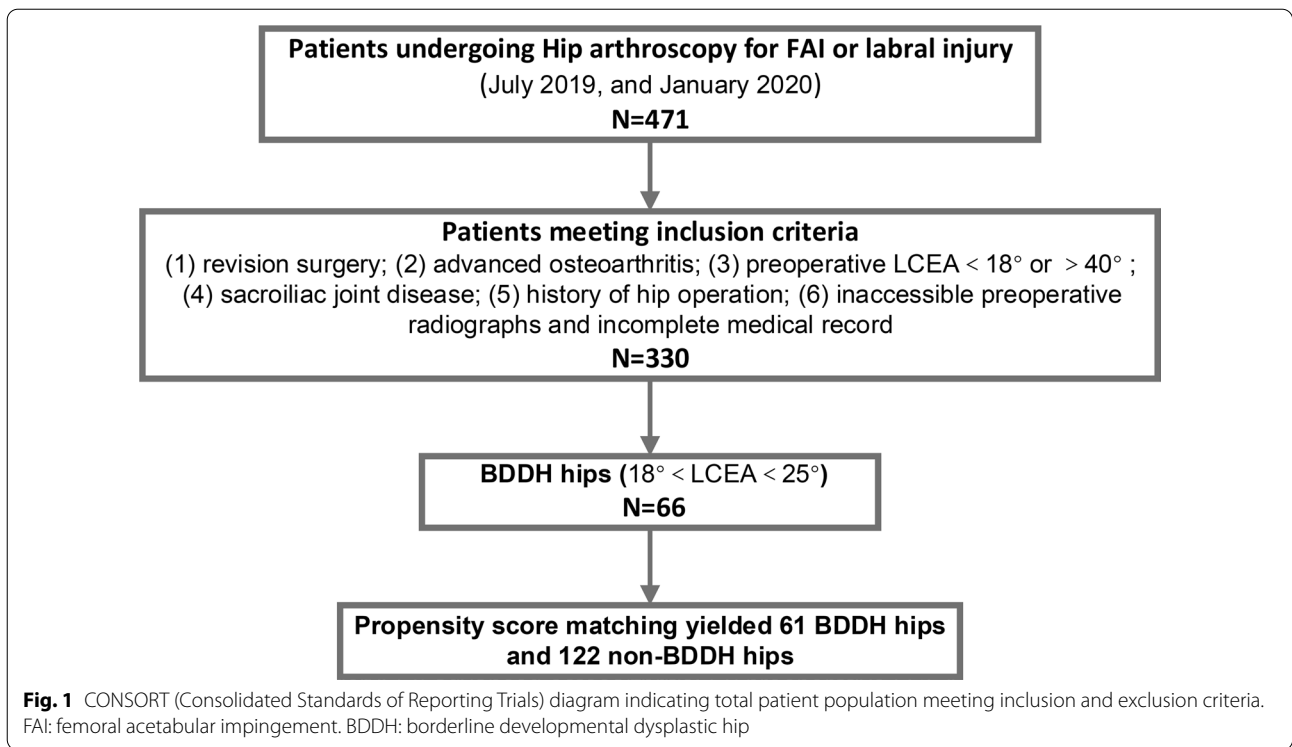 Patients undergoing Hip arthroscopy for FAI or labral injury
(July 2019, and January 2020)
N=471
Patients meeting inclusion criteria
(1) revision surgery; (2) advanced osteoarthritis; (3) preoperative LCEA < 18° or > 40° ;
(4) sacroiliac joint disease; (5) history of hip operation; (6) inaccessible preoperative
radiographs and incomplete medical record
N=330
BDDH hips (18° < LCEA < 25°)
N=66
Propensity score matching yielded 61 BDDH hips
and 122 non-BDDH hips
Fig. 1 CONSORT (Consolidated Standards of Reporting Trials) diagram indicating total patient population meeting inclusion and exclusion criteria.
FAI: femoral acetabular impingement. BDDH: borderline developmental dysplastic hip